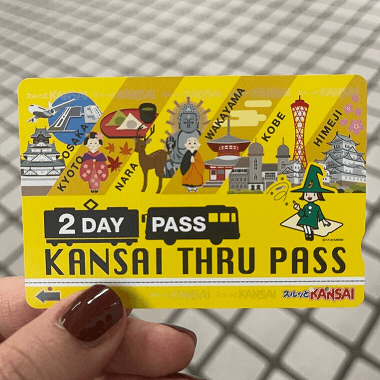 OSAKA
KYOTO
NARA
WAKAYAMA
KOBE
HIMEJI
2 DAY PASS
KANSAI THRU PASS
スルッとKANSAI